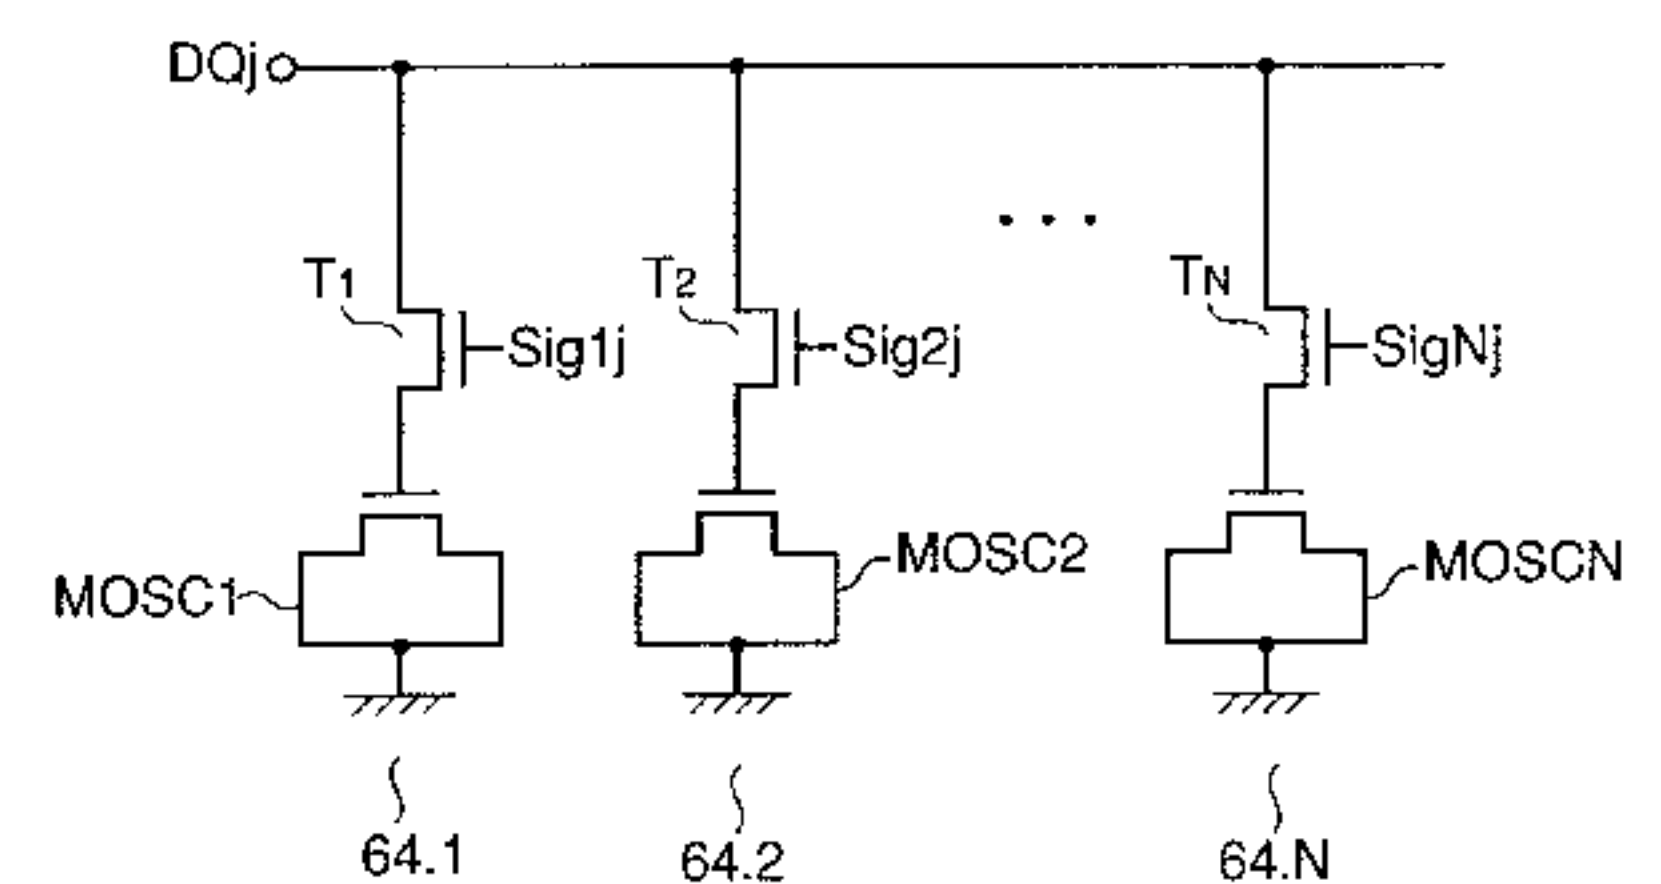 DQj
T1
T2
TN
Sig1j
Sig2j
SigNj
MOSC1
MOSC2
MOSCN
64.1
64.2
64.N